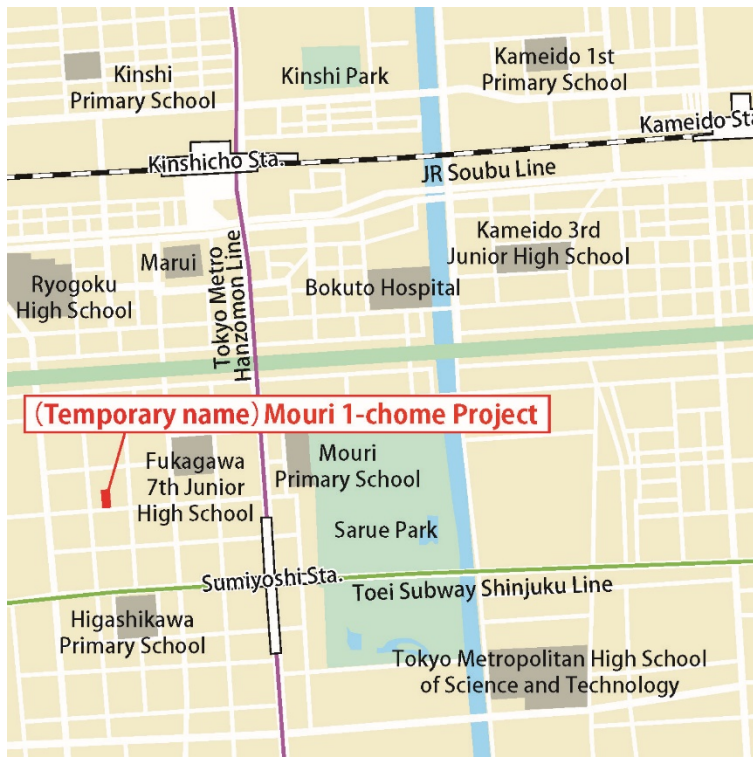 Kinshi
Primary School
Kinshi Park
Kameido 1st
Primary School
Kameido Sta.
Kinshicho Sta.
JR Soubu Line
Kameido 3rd
Junior High School
Marui
Ryogoku
High School
Tokyo Metro
Hanzomon Line
Bokuto Hospital
(Temporary name) Mouri 1-chome Project
Fukagawa
7th Junior
High School
Mouri
Primary School
Sarue Park
Sumiyoshi Sta.
Toei Subway Shinjuku Line
Higashikawa
Primary School
Tokyo Metropolitan High School
of Science and Technology